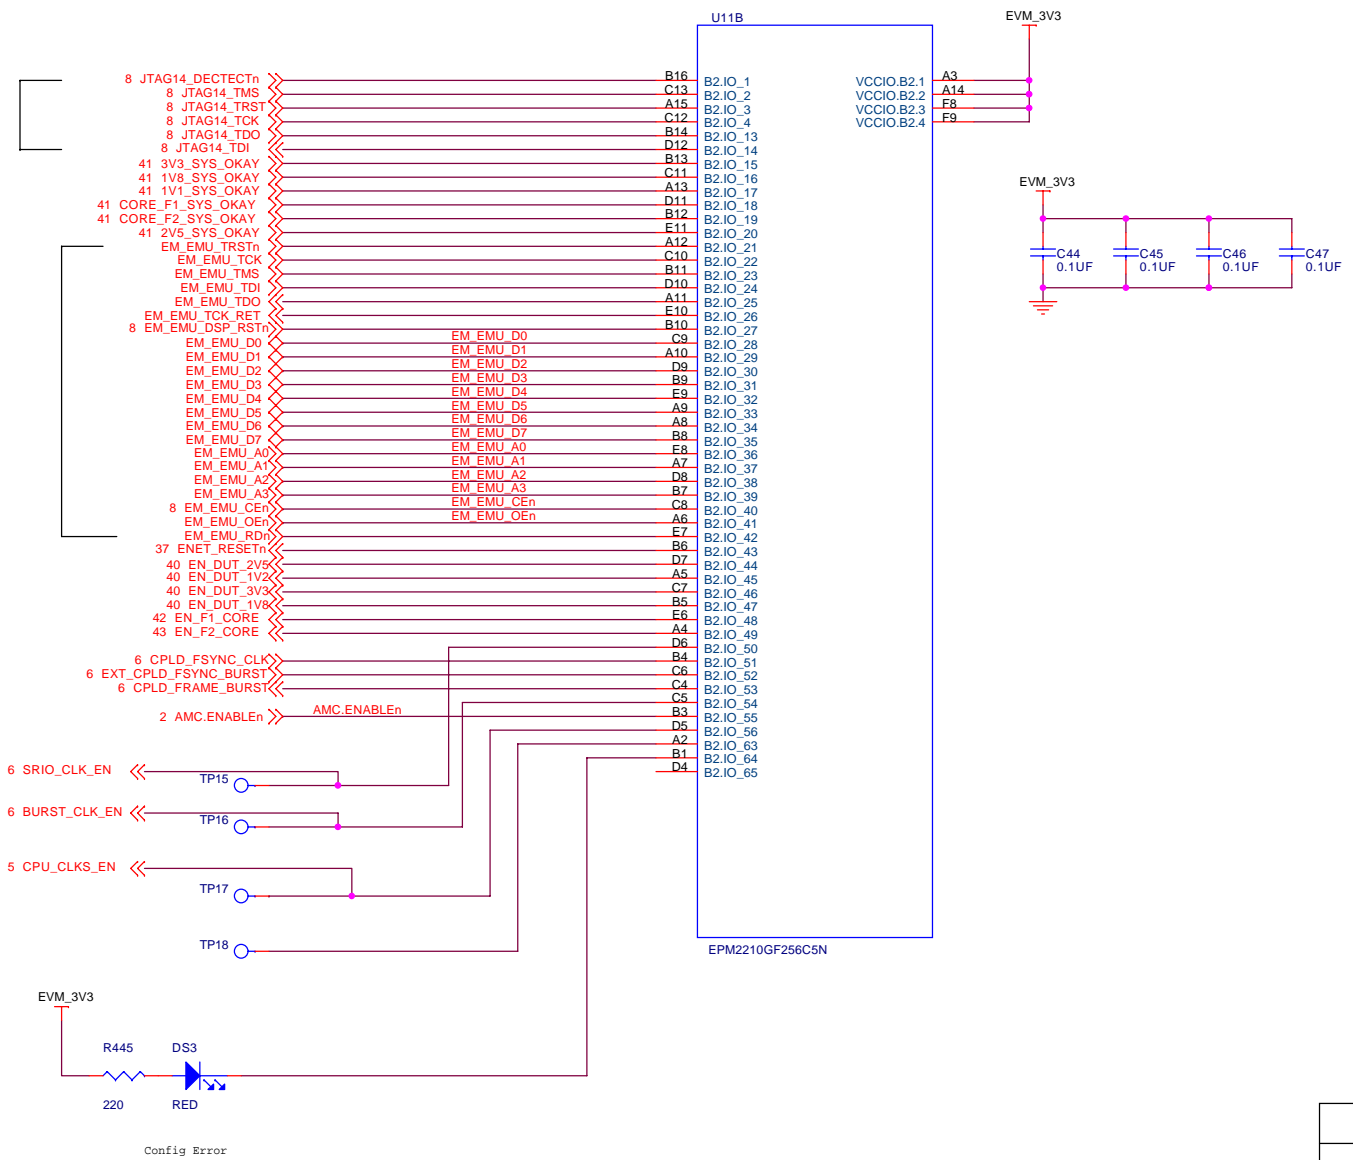 U11B
EVM_3V3
8 JTAG14_DECTECTn B16 B2.IO_1 VCCIO.B2.1 A3
8 JTAG14_TMS C13 B2.IO_2 VCCIO.B2.2 A14
8 JTAG14_TRST A15 B2.IO_3 VCCIO.B2.3 F8
8 JTAG14_TCK C12 B2.IO_4 VCCIO.B2.4 F9
8 JTAG14_TDO B14 B2.IO_13
8 JTAG14_TDI D12 B2.IO_14
41 3V3_SYS_OKAY B13 B2.IO_15
41 1V8_SYS_OKAY C11 B2.IO_16
41 1V1_SYS_OKAY A13 B2.IO_17
EVM_3V3
41 CORE_F1_SYS_OKAY D11 B2.IO_18
41 CORE_F2_SYS_OKAY B12 B2.IO_19
41 2V5_SYS_OKAY E11 B2.IO_20
EM_EMU_TRSTn A12 B2.IO_21
C44 C45 C46 C47
0.1UF 0.1UF 0.1UF 0.1UF
EM_EMU_TCK C10 B2.IO_22
EM_EMU_TMS B11 B2.IO_23
EM_EMU_TDI D10 B2.IO_24
EM_EMU_TDO A11 B2.IO_25
EM_EMU_TCK_RET E10 B2.IO_26
8 EM_EMU_DSP_RSTn B10 B2.IO_27
EM_EMU_D0 EM_EMU_D0 C9 B2.IO_28
EM_EMU_D1 EM_EMU_D1 A10 B2.IO_29
EM_EMU_D2 EM_EMU_D2 D9 B2.IO_30
EM_EMU_D3 EM_EMU_D3 B9 B2.IO_31
EM_EMU_D4 EM_EMU_D4 E9 B2.IO_32
EM_EMU_D5 EM_EMU_D5 A9 B2.IO_33
EM_EMU_D6 EM_EMU_D6 A8 B2.IO_34
EM_EMU_D7 EM_EMU_D7 B8 B2.IO_35
EM_EMU_A0 EM_EMU_A0 E8 B2.IO_36
EM_EMU_A1 EM_EMU_A1 A7 B2.IO_37
EM_EMU_A2 EM_EMU_A2 D8 B2.IO_38
EM_EMU_A3 EM_EMU_A3 B7 B2.IO_39
8 EM_EMU_CEn EM_EMU_CEn C8 B2.IO_40
EM_EMU_OEn EM_EMU_OEn A6 B2.IO_41
EM_EMU_RDn E7 B2.IO_42
37 ENET_RESETn B6 B2.IO_43
40 EN_DUT_2V5 D7 B2.IO_44
40 EN_DUT_1V2 A5 B2.IO_45
40 EN_DUT_3V3 C7 B2.IO_46
40 EN_DUT_1V8 B5 B2.IO_47
42 EN_F1_CORE E6 B2.IO_48
43 EN_F2_CORE A4 B2.IO_49
D6 B2.IO_50
6 CPLD_FSYNC_CLK B4 B2.IO_51
6 EXT_CPLD_FSYNC_BURST C6 B2.IO_52
6 CPLD_FRAME_BURST C4 B2.IO_53
C5 B2.IO_54
2 AMC.ENABLEn AMC.ENABLEn B3 B2.IO_55
D5 B2.IO_56
A2 B2.IO_63
B1 B2.IO_64
D4 B2.IO_65
6 SRIO_CLK_EN
TP15
6 BURST_CLK_EN
TP16
5 CPU_CLKS_EN
TP17
TP18
EPM2210GF256C5N
EVM_3V3
R445 DS3
220 RED
Config Error